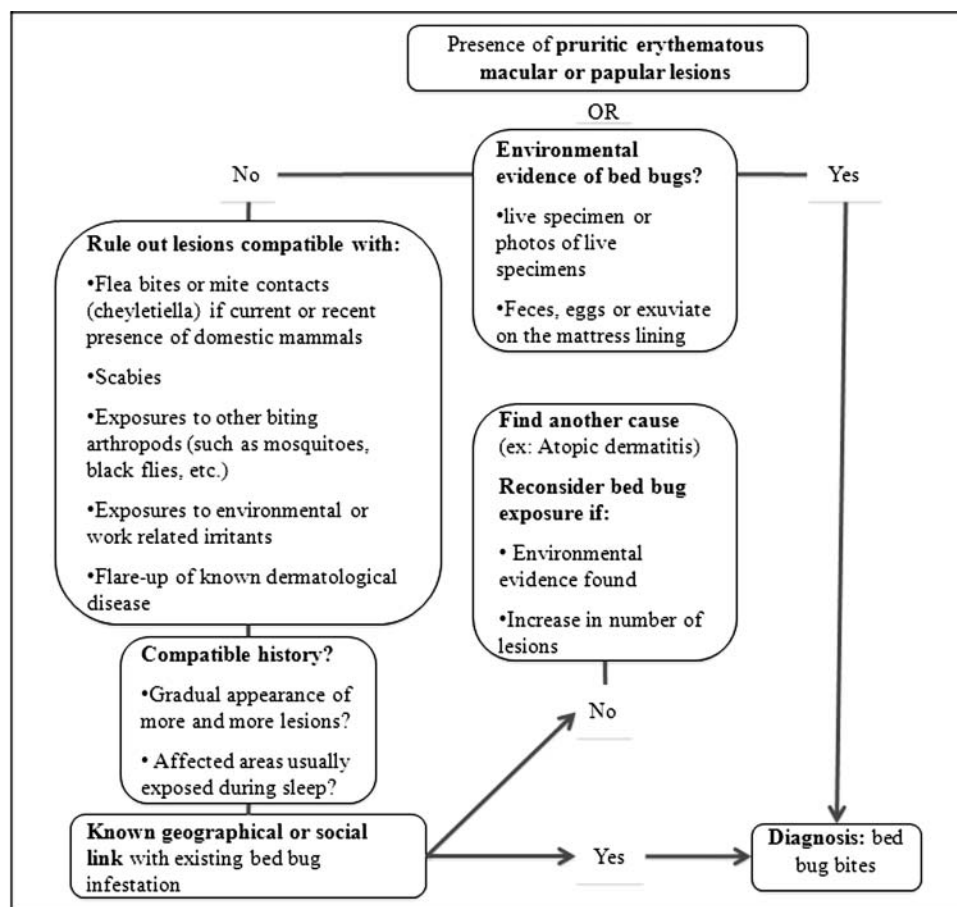 Presence of pruritic erythematous
macular or papular lesions
OR
Environmental
evidence of bed bugs?
•live specimen or
photos of live
specimens
•Feces, eggs or exuviate
on the mattress lining
No
Yes
Rule out lesions compatible with:
•Flea bites or mite contacts
(cheyletiella) if current or recent
presence of domestic mammals
•Scabies
•Exposures to other biting
arthropods (such as mosquitoes,
black flies, etc.)
•Exposures to environmental or
work related irritants
•Flare-up of known dermatological
disease
Find another cause
(ex: Atopic dermatitis)
Reconsider bed bug
exposure if:
• Environmental
evidence found
•Increase in number of
lesions
Compatible history?
•Gradual appearance of
more and more lesions?
• Affected areas usually
exposed during sleep?
No
Known geographical or social
link with existing bed bug
infestation
Yes
Diagnosis: bed
bug bites